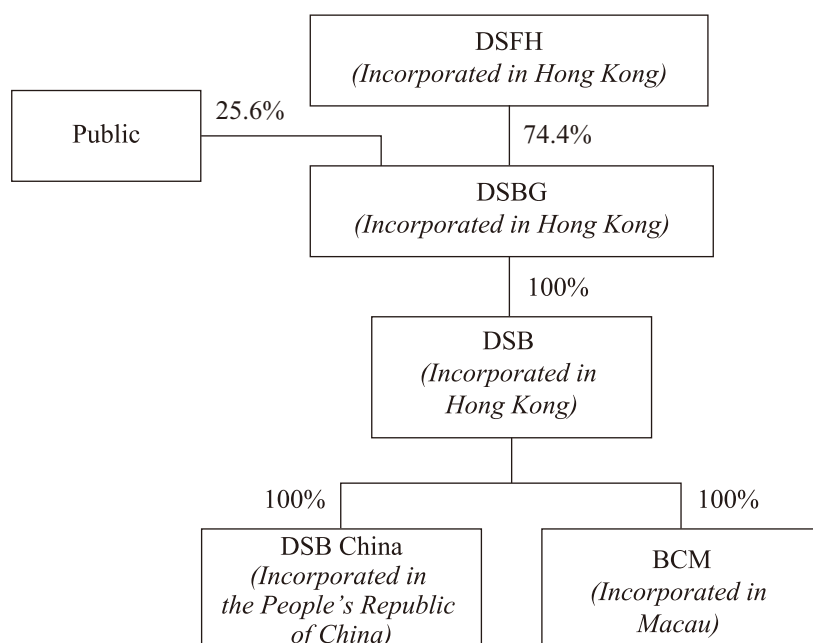 DSFH
(Incorporated in Hong Kong)
Public
25.6%
74.4%
DSBG
(Incorporated in Hong Kong)
100%
DSB
(Incorporated in
Hong Kong)
100%
100%
DSB China
(Incorporated in
the People’s Republic
of China)
BCM
(Incorporated in
Macau)